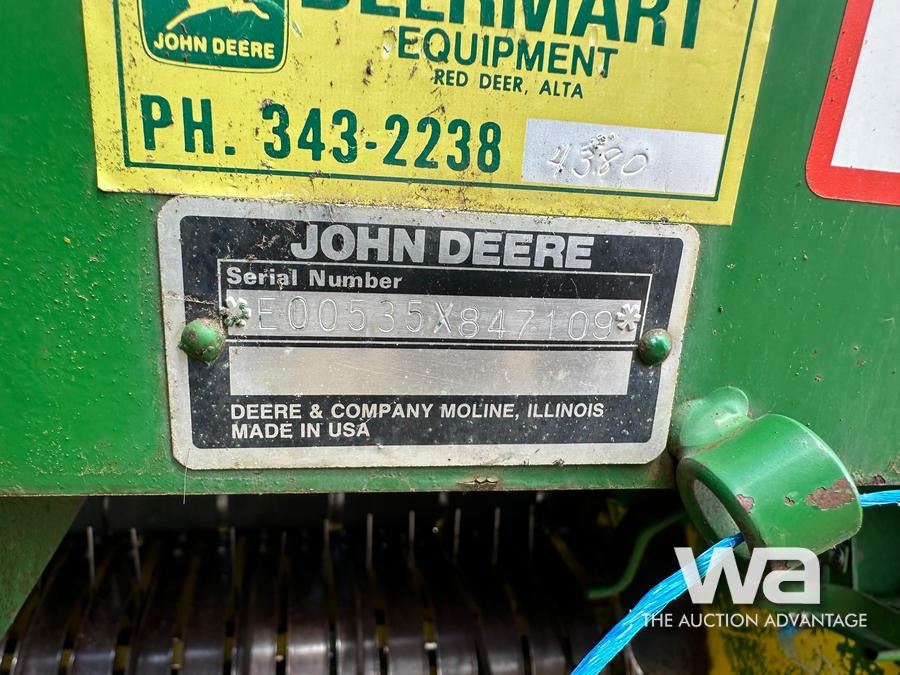 DEERMART
JOHN DEERE
EQUIPMENT
RED DEER, ALTA
PH. 343-2238
4380
JOHN DEERE
Serial Number
*E00535X847109*
DEERE & COMPANY MOLINE, ILLINOIS
MADE IN USA
wa
THE AUCTION ADVANTAGE